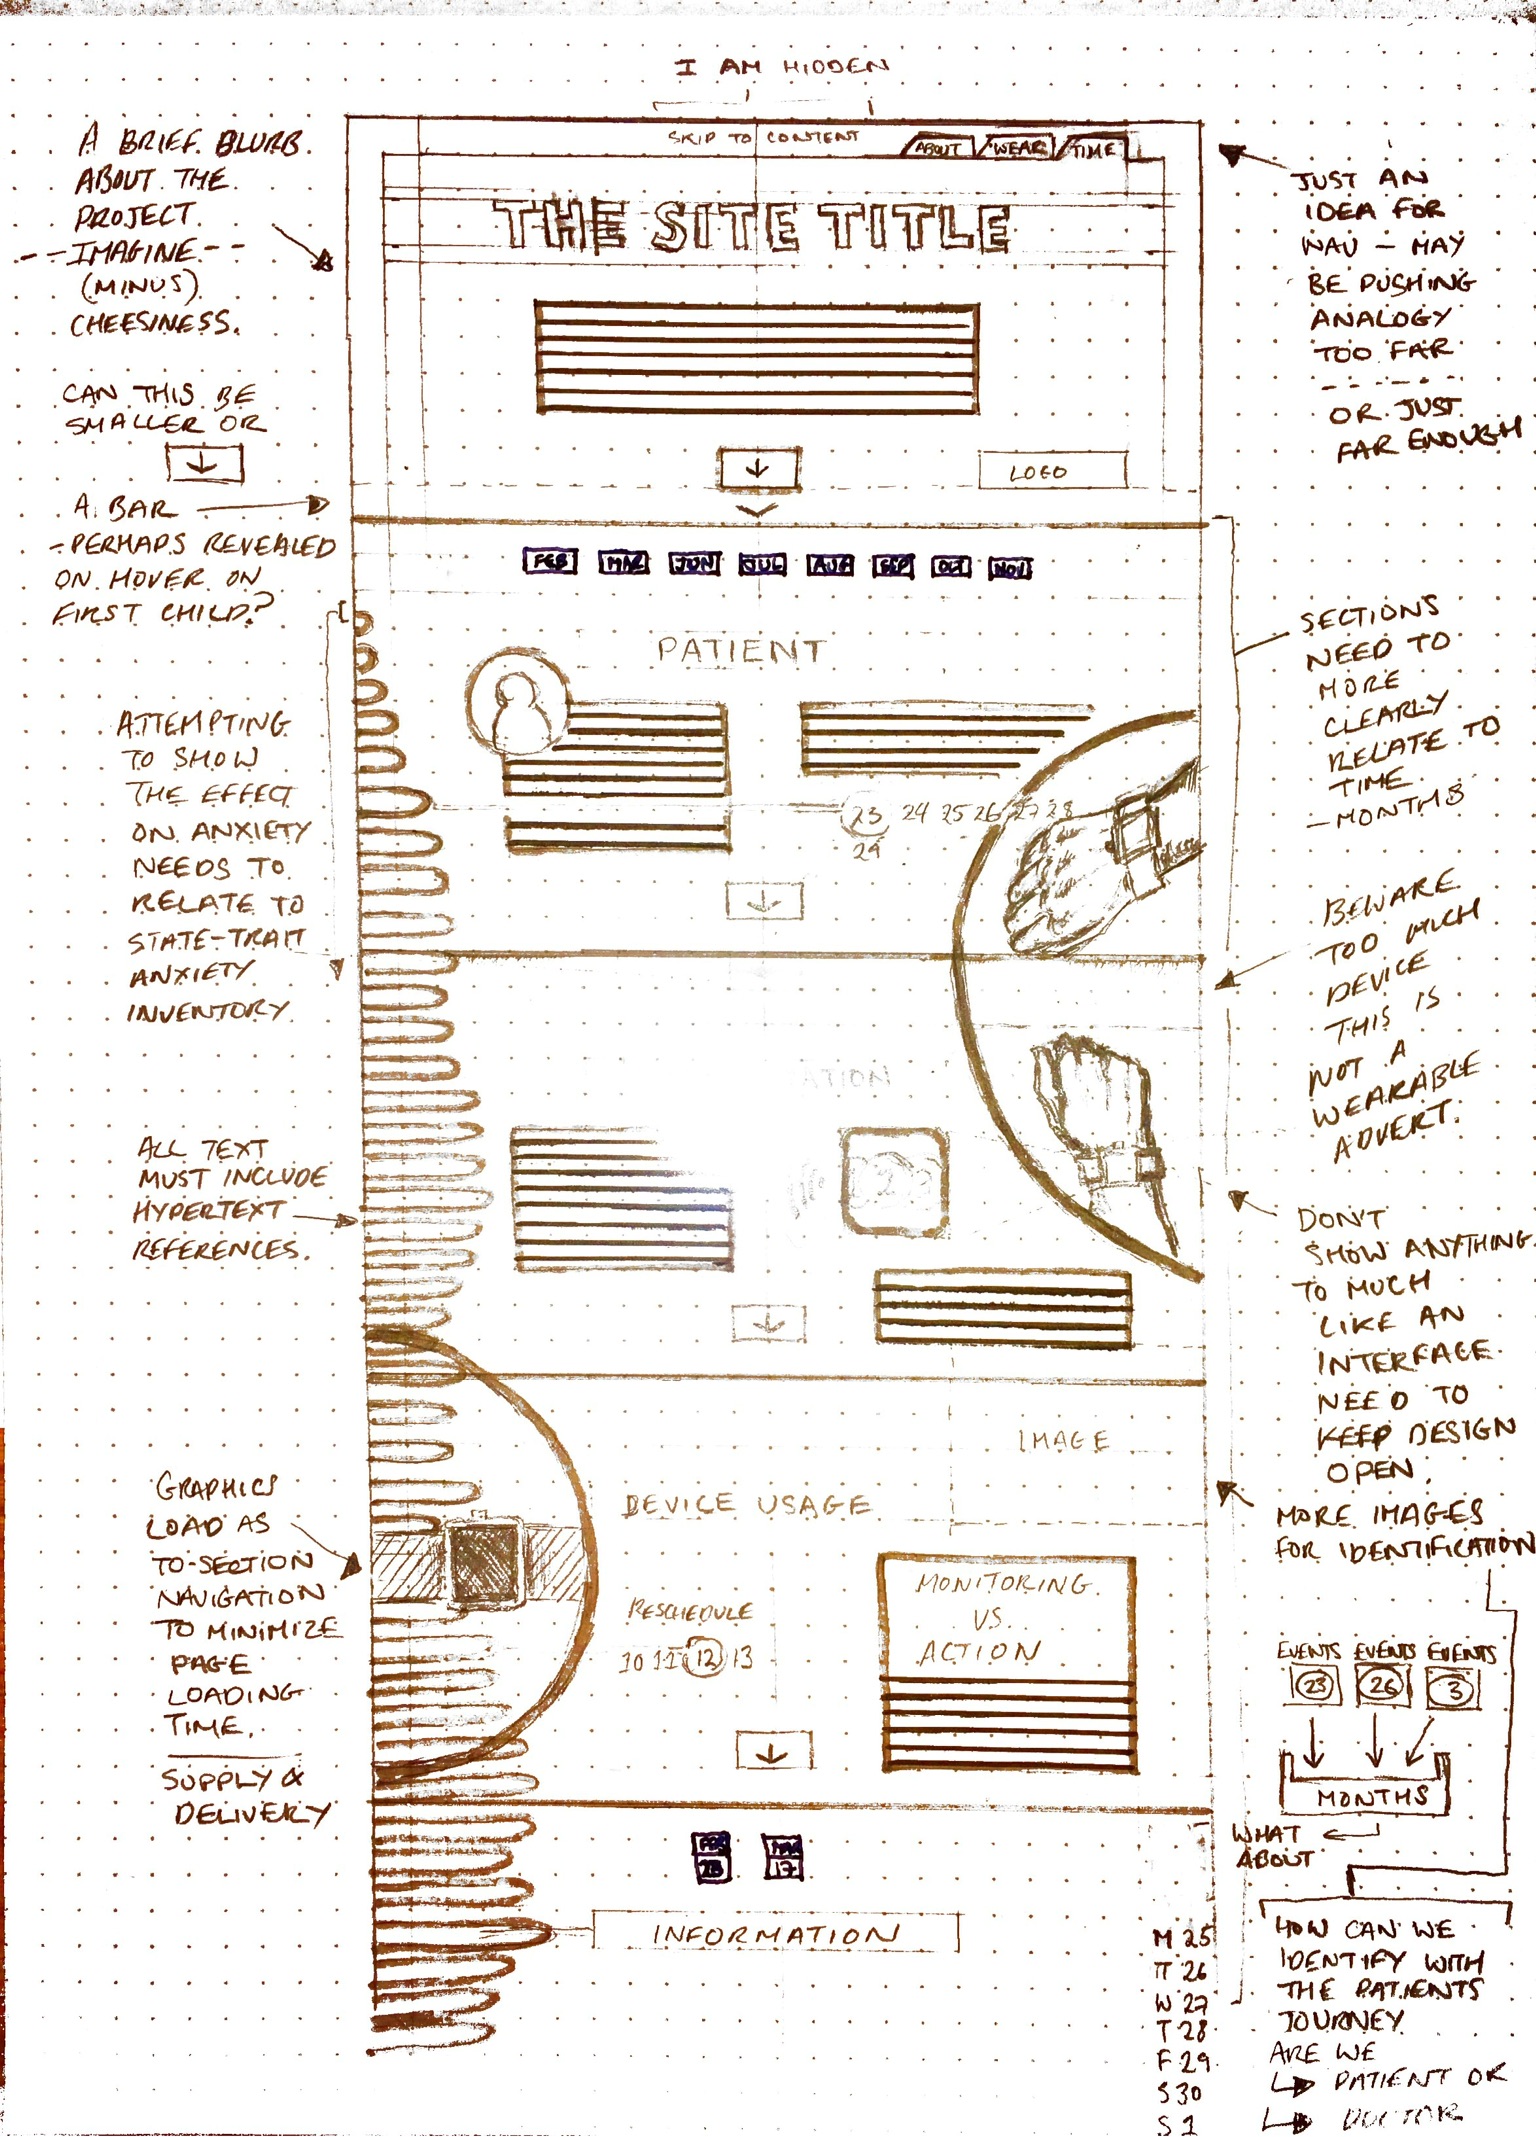 I AM HIDDEN
SKIP TO CONTENT
ABOUT
WEAR
TIME
THE SITE TITLE
LOGO
A BRIEF BLURB
ABOUT THE
PROJECT.
--IMAGINE--
(MINUS)
CHEESINESS.
CAN THIS BE
SMALLER OR
A BAR
-PERHAPS REVEALED
ON HOVER ON
FIRST CHILD?
JUST AN
IDEA FOR
NAV - MAY
BE PUSHING
ANALOGY
TOO FAR
OR JUST
FAR ENOUGH
FEB
MAR
JUN
JUL
AUG
SEP
OCT
NOV
PATIENT
23 24 25 26 27 28
29
ATTEMPTING
TO SHOW
THE EFFECT
ON ANXIETY
NEEDS TO
RELATE TO
STATE-TRAIT
ANXIETY
INVENTORY.
SECTIONS
NEED TO
MORE
CLEARLY
RELATE TO
TIME
-MONTHS
BEWARE
TOO MUCH
DEVICE
THIS IS
NOT A
WEARABLE
ADVERT.
ALL TEXT
MUST INCLUDE
HYPERTEXT
REFERENCES.
DON'T
SHOW ANYTHING
TO MUCH
LIKE AN
INTERFACE
NEED TO
KEEP DESIGN
OPEN.
IMAGE
DEVICE USAGE
RESCHEDULE
10 11 12 13
MONITORING
VS.
ACTION
GRAPHICS
LOAD AS
TO-SECTION
NAVIGATION
TO MINIMIZE
PAGE
LOADING
TIME.
SUPPLY &
DELIVERY
MORE IMAGES
FOR IDENTIFICATION
EVENTS EVENTS EVENTS
23 26 3
MONTHS
WHAT
ABOUT
FEB
28
MAR
17
INFORMATION
M 25
T 26
W 27
T 28
F 29
S 30
S 1
HOW CAN WE
IDENTIFY WITH
THE PATIENTS
JOURNEY
ARE WE
PATIENT OR
DOCTOR